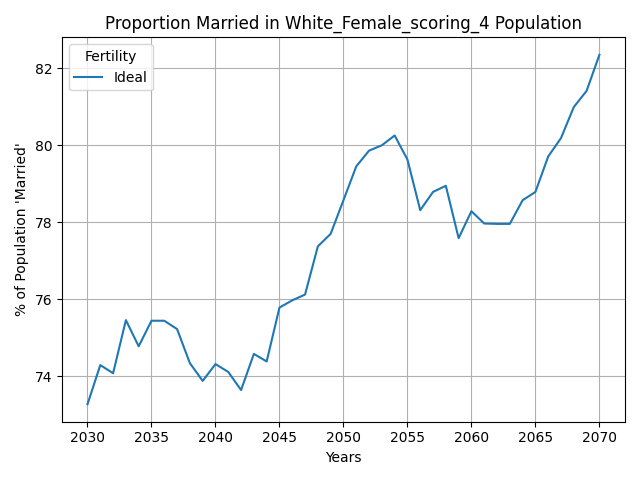 Proportion Married in White_Female_scoring_4 Population
Fertility
Ideal
% of Population 'Married'
82
80
78
76
74
2030 2035 2040 2045 2050 2055 2060 2065 2070
Years